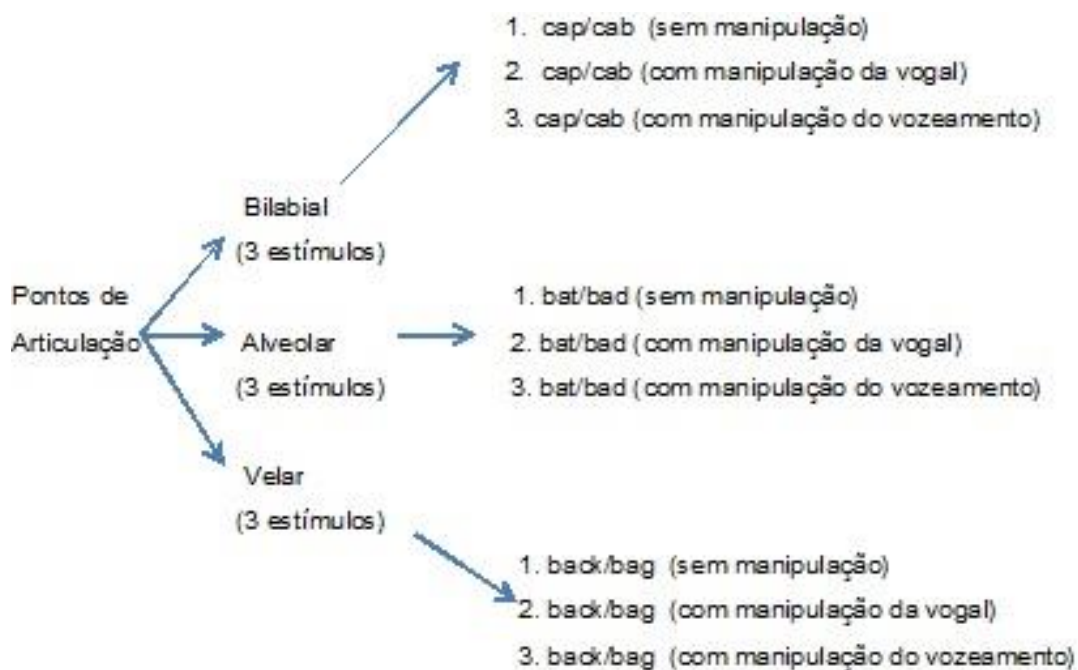 1. cap/cab (sem manipulação)
2. cap/cab (com manipulação da vogal)
3. cap/cab (com manipulação do vozeamento)
Bilabial
(3 estímulos)
Pontos de
Articulação
1. bat/bad (sem manipulação)
2. bat/bad (com manipulação da vogal)
3. bat/bad (com manipulação do vozeamento)
Alveolar
(3 estímulos)
Velar
(3 estímulos)
1. back/bag (sem manipulação)
2. back/bag (com manipulação da vogal)
3. back/bag (com manipulação do vozeamento)